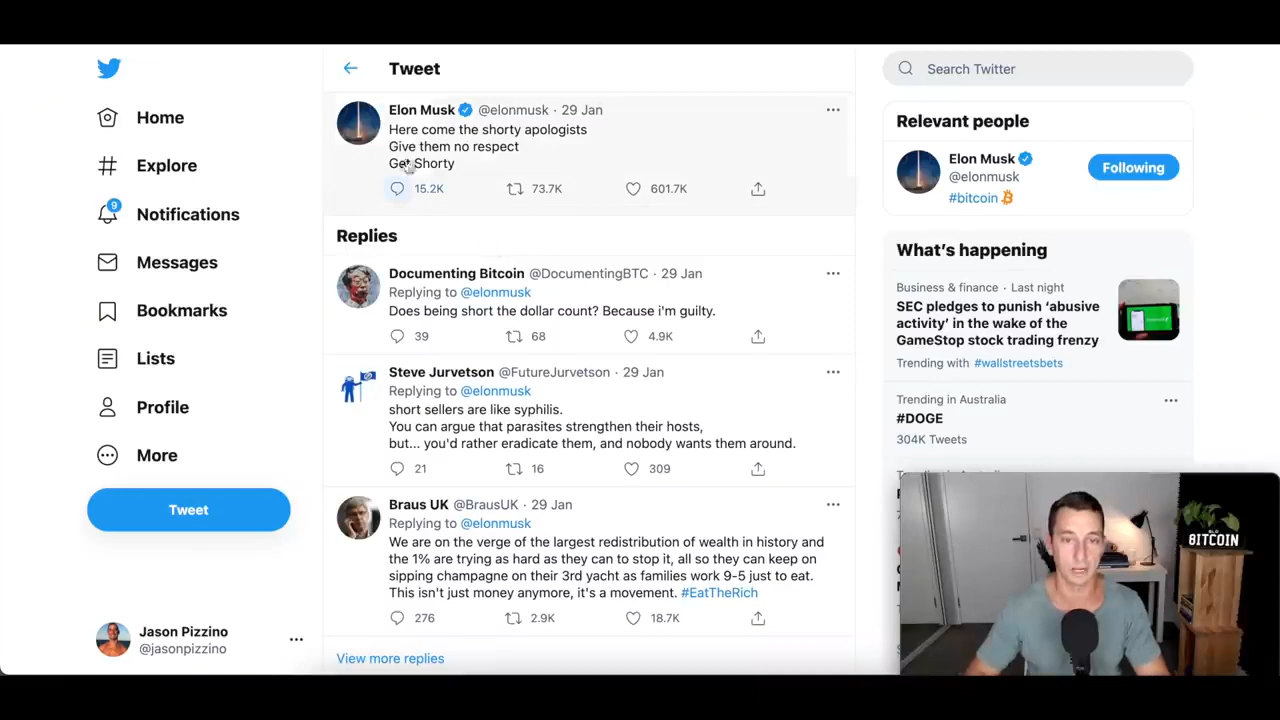 Home
Explore
9
Notifications
Messages
Bookmarks
Lists
Profile
More
Tweet
Jason Pizzino
@jasonpizzino
Tweet
Elon Musk @elonmusk · 29 Jan
Here come the shorty apologists
Give them no respect
Get Shorty
15.2K 73.7K 601.7K
Replies
Documenting Bitcoin @DocumentingBTC · 29 Jan
Replying to @elonmusk
Does being short the dollar count? Because i'm guilty.
39 68 4.9K
Steve Jurvetson @FutureJurvetson · 29 Jan
Replying to @elonmusk
short sellers are like syphilis.
You can argue that parasites strengthen their hosts,
but... you'd rather eradicate them, and nobody wants them around.
21 16 309
Braus UK @BrausUK · 29 Jan
Replying to @elonmusk
We are on the verge of the largest redistribution of wealth in history and
the 1% are trying as hard as they can to stop it, all so they can keep on
sipping champagne on their 3rd yacht as families work 9-5 just to eat.
This isn't just money anymore, it's a movement. #EatTheRich
276 2.9K 18.7K
View more replies
Search Twitter
Relevant people
Elon Musk
@elonmusk
Following
#bitcoin
What's happening
Business & finance · Last night
SEC pledges to punish 'abusive
activity' in the wake of the
GameStop stock trading frenzy
Trending with #wallstreetsbets
Trending in Australia
#DOGE
304K Tweets
BITCOIN